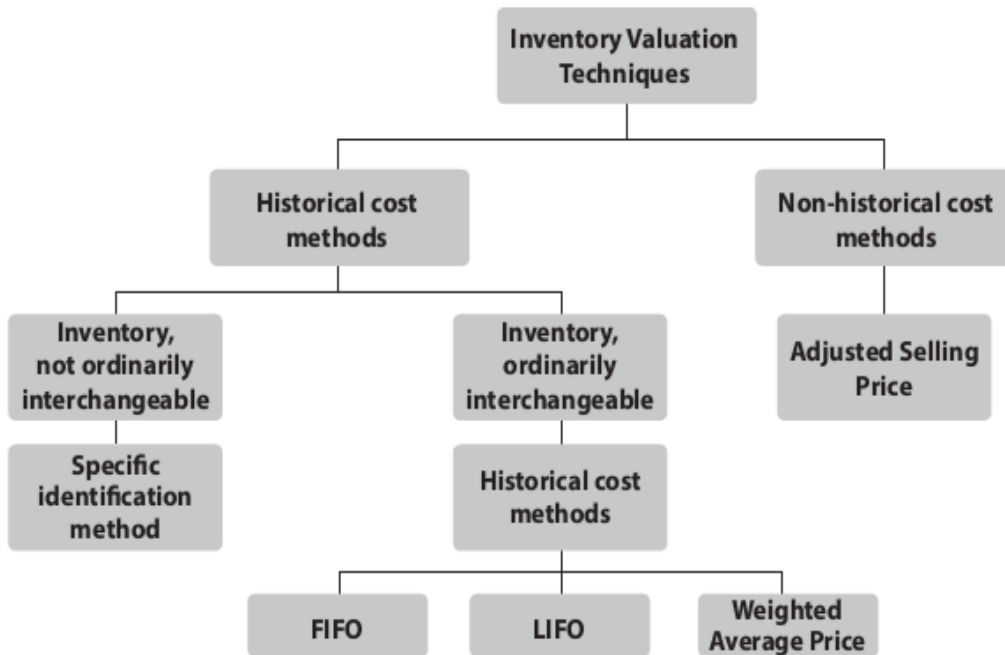 Inventory Valuation
Techniques
Historical cost
methods
Non-historical cost
methods
Inventory,
not ordinarily
interchangeable
Inventory,
ordinarily
interchangeable
Adjusted Selling
Price
Specific
identification
method
Historical cost
methods
FIFO
LIFO
Weighted
Average Price